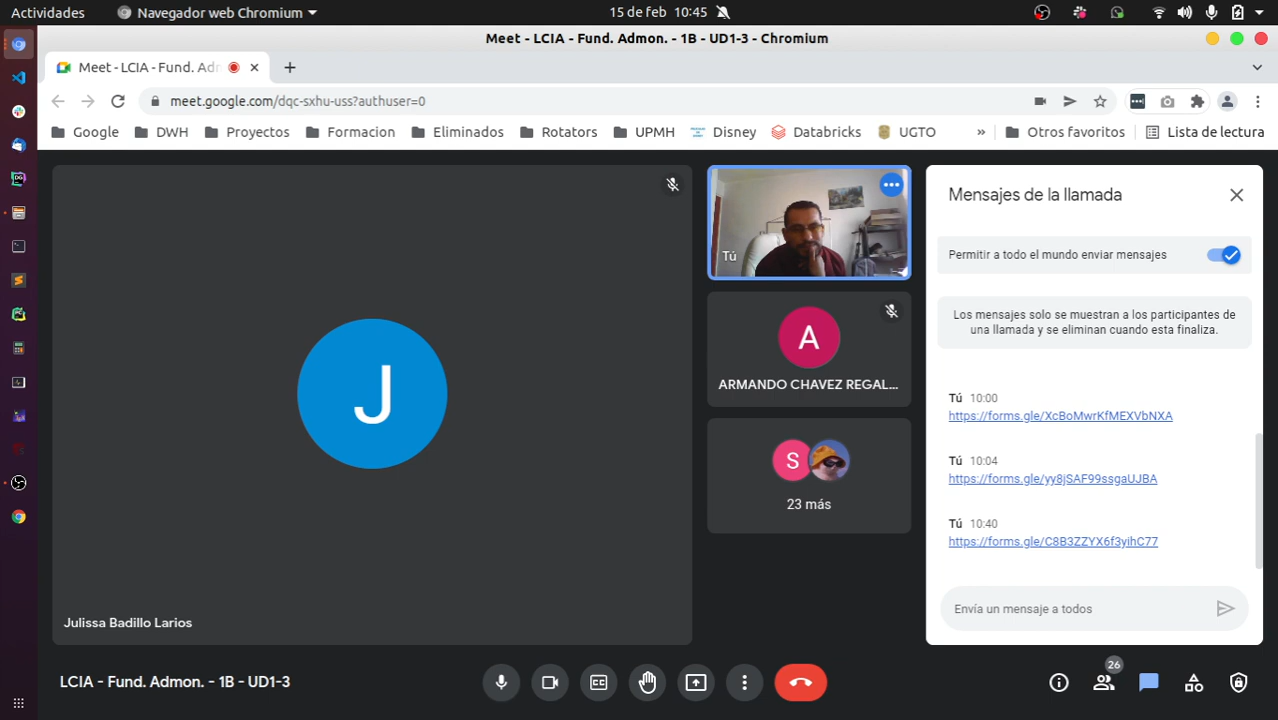 Actividades
Navegador web Chromium
15 de feb 10:45
Meet - LCIA - Fund. Admon. - 1B - UD1-3 - Chromium
Meet - LCIA - Fund. Adm
meet.google.com/dqc-sxhu-uss?authuser=0
Google
DWH
Proyectos
Formacion
Eliminados
Rotators
UPMH
Disney
Databricks
UGTO
»
Otros favoritos
Lista de lectura
J
Julissa Badillo Larios
Tú
A
ARMANDO CHAVEZ REGAL...
S
23 más
Mensajes de la llamada
Permitir a todo el mundo enviar mensajes
Los mensajes solo se muestran a los participantes de
una llamada y se eliminan cuando esta finaliza.
Tú 10:00
https://forms.gle/XcBoMwrKfMEXVbNXA
Tú 10:04
https://forms.gle/yy8jSAF99ssgaUJBA
Tú 10:40
https://forms.gle/C8B3ZZYX6f3yihC77
Envía un mensaje a todos
LCIA - Fund. Admon. - 1B - UD1-3
26